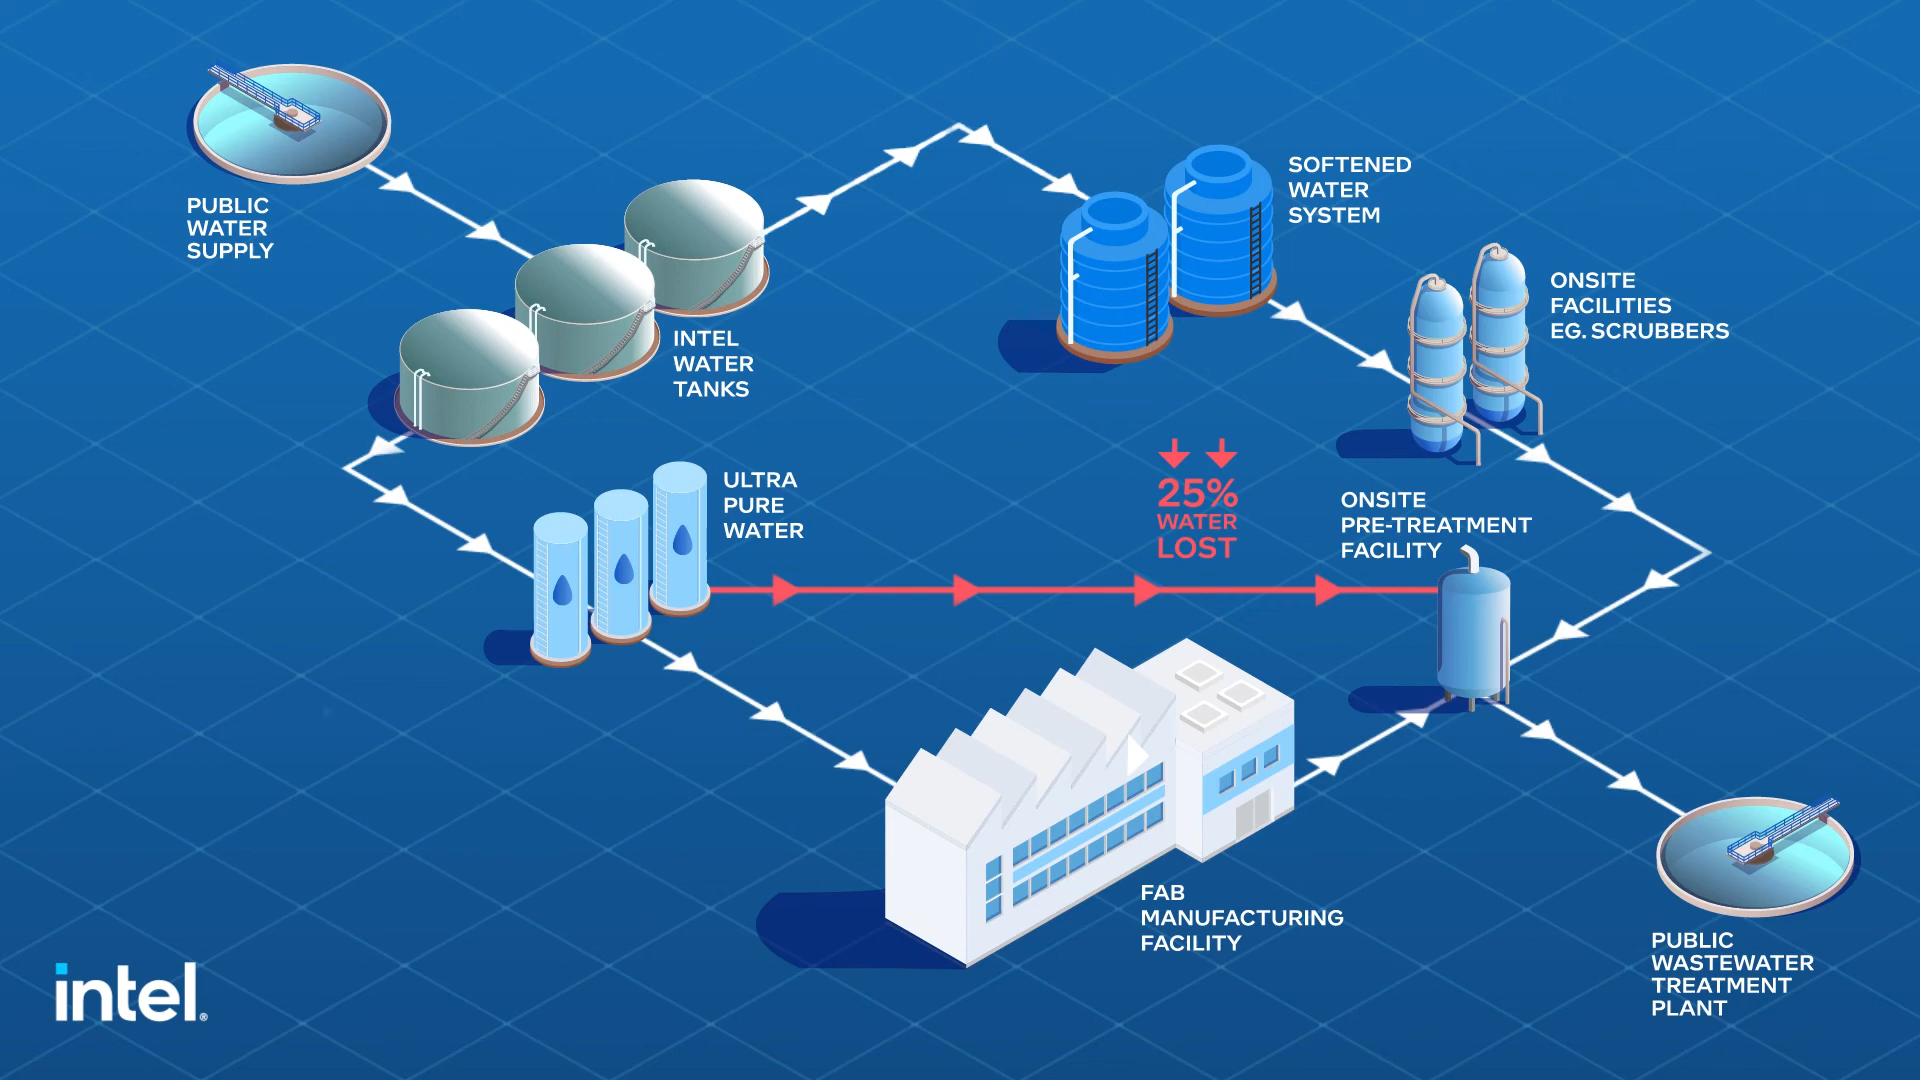 PUBLIC
WATER
SUPPLY
SOFTENED
WATER
SYSTEM
ONSITE
FACILITIES
EG. SCRUBBERS
INTEL
WATER
TANKS
ULTRA
PURE
WATER
25%
WATER
LOST
ONSITE
PRE-TREATMENT
FACILITY
FAB
MANUFACTURING
FACILITY
PUBLIC
WASTEWATER
TREATMENT
PLANT
intel®